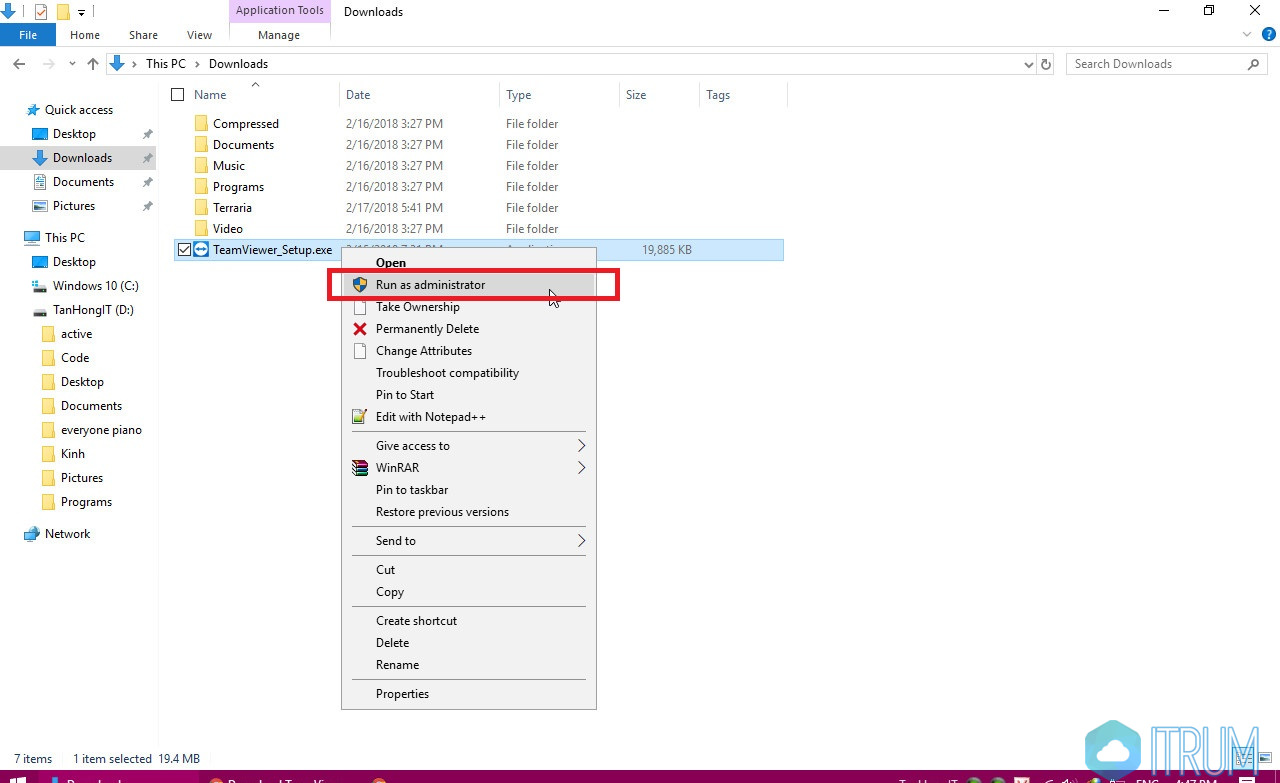 Application Tools
Downloads
File
Home
Share
View
Manage
This PC > Downloads
Search Downloads
Name
Date
Type
Size
Tags
Quick access
Desktop
Downloads
Documents
Pictures
This PC
Desktop
Windows 10 (C:)
TanHongIT (D:)
active
Code
Desktop
Documents
everyone piano
Kinh
Pictures
Programs
Network
Compressed 2/16/2018 3:27 PM File folder
Documents 2/16/2018 3:27 PM File folder
Music 2/16/2018 3:27 PM File folder
Programs 2/16/2018 3:27 PM File folder
Terraria 2/17/2018 5:41 PM File folder
Video 2/16/2018 3:27 PM File folder
TeamViewer_Setup.exe 19,885 KB
Open
Run as administrator
Take Ownership
Permanently Delete
Change Attributes
Troubleshoot compatibility
Pin to Start
Edit with Notepad++
Give access to
WinRAR
Pin to taskbar
Restore previous versions
Send to
Cut
Copy
Create shortcut
Delete
Rename
Properties
7 items 1 item selected 19.4 MB
ITRUM